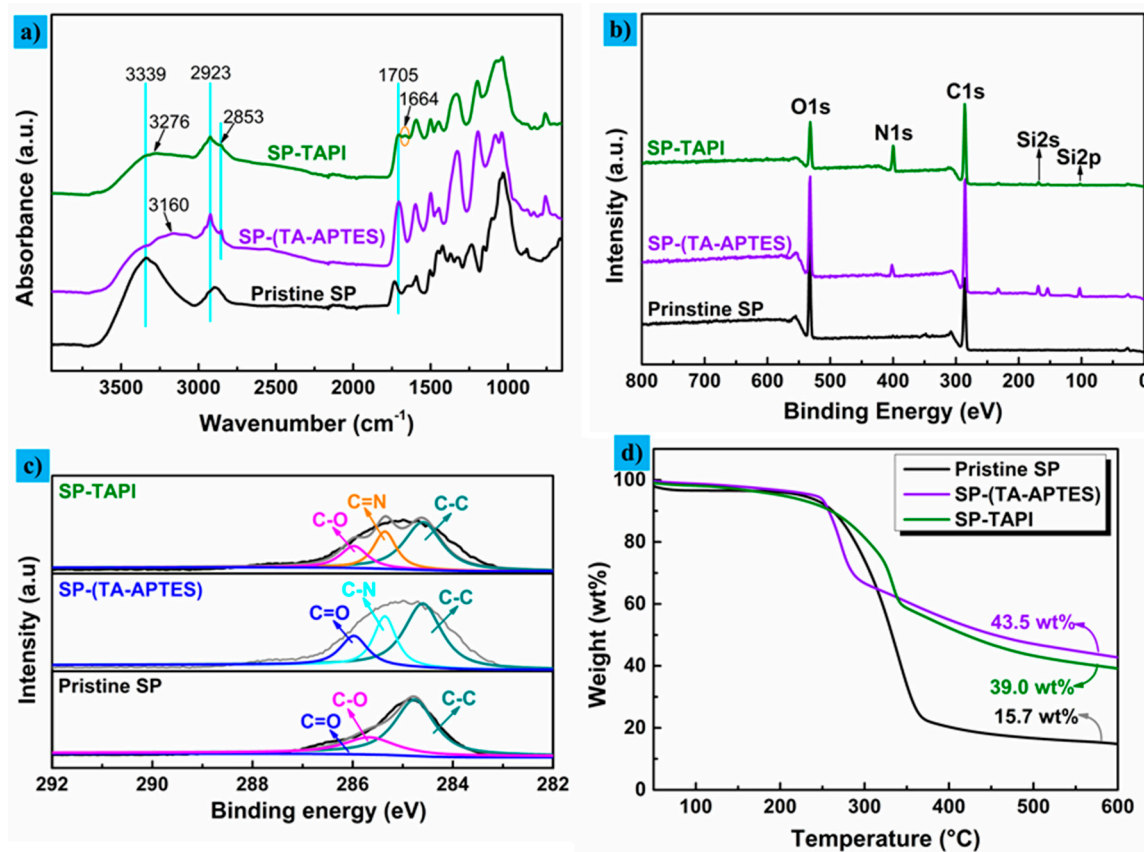 a)
3339
2923
1705
3276
2853
1664
SP-TAPI
3160
SP-(TA-APTES)
Pristine SP
Absorbance (a.u.)
3500 3000 2500 2000 1500 1000
Wavenumber (cm⁻¹)
b)
C1s
O1s
N1s
SP-TAPI
Si2s
Si2p
SP-(TA-APTES)
Prinstine SP
Intensity (a.u.)
800 700 600 500 400 300 200 100 0
Binding Energy (eV)
c)
SP-TAPI
C=N
C-O
C-C
SP-(TA-APTES)
C-N
C=O
C-C
Pristine SP
C-O
C-C
C=O
Intensity (a.u)
292 290 288 286 284 282
Binding energy (eV)
d)
Pristine SP
SP-(TA-APTES)
SP-TAPI
100
80
60
40
20
0
43.5 wt%
39.0 wt%
15.7 wt%
Weight (wt%)
100 200 300 400 500 600
Temperature (°C)